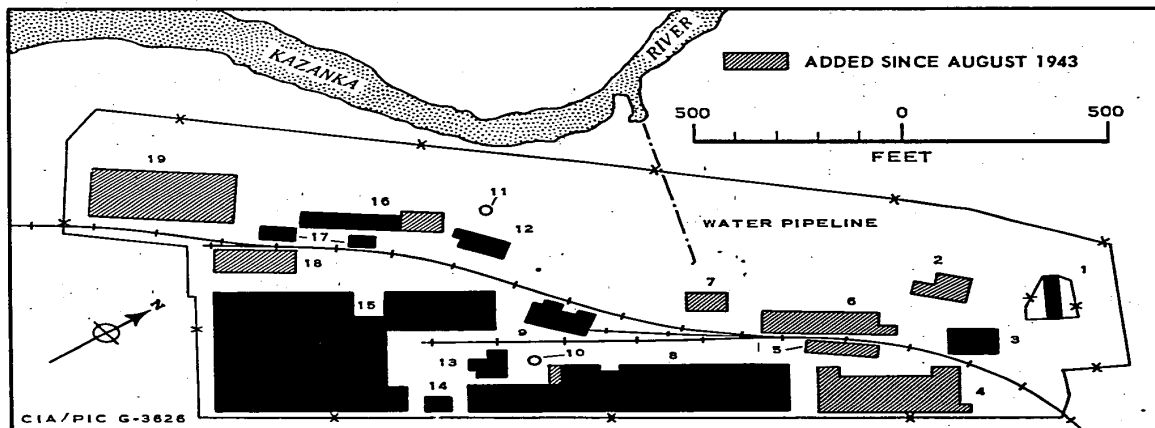 KAZANKA
RIVER
ADDED SINCE AUGUST 1943
500 0 500
FEET
19
16
11
17
12
18
WATER PIPELINE
2
1
7
6
15
9
5
3
13
10
8
14
4
N
CIA/PIC G-3626